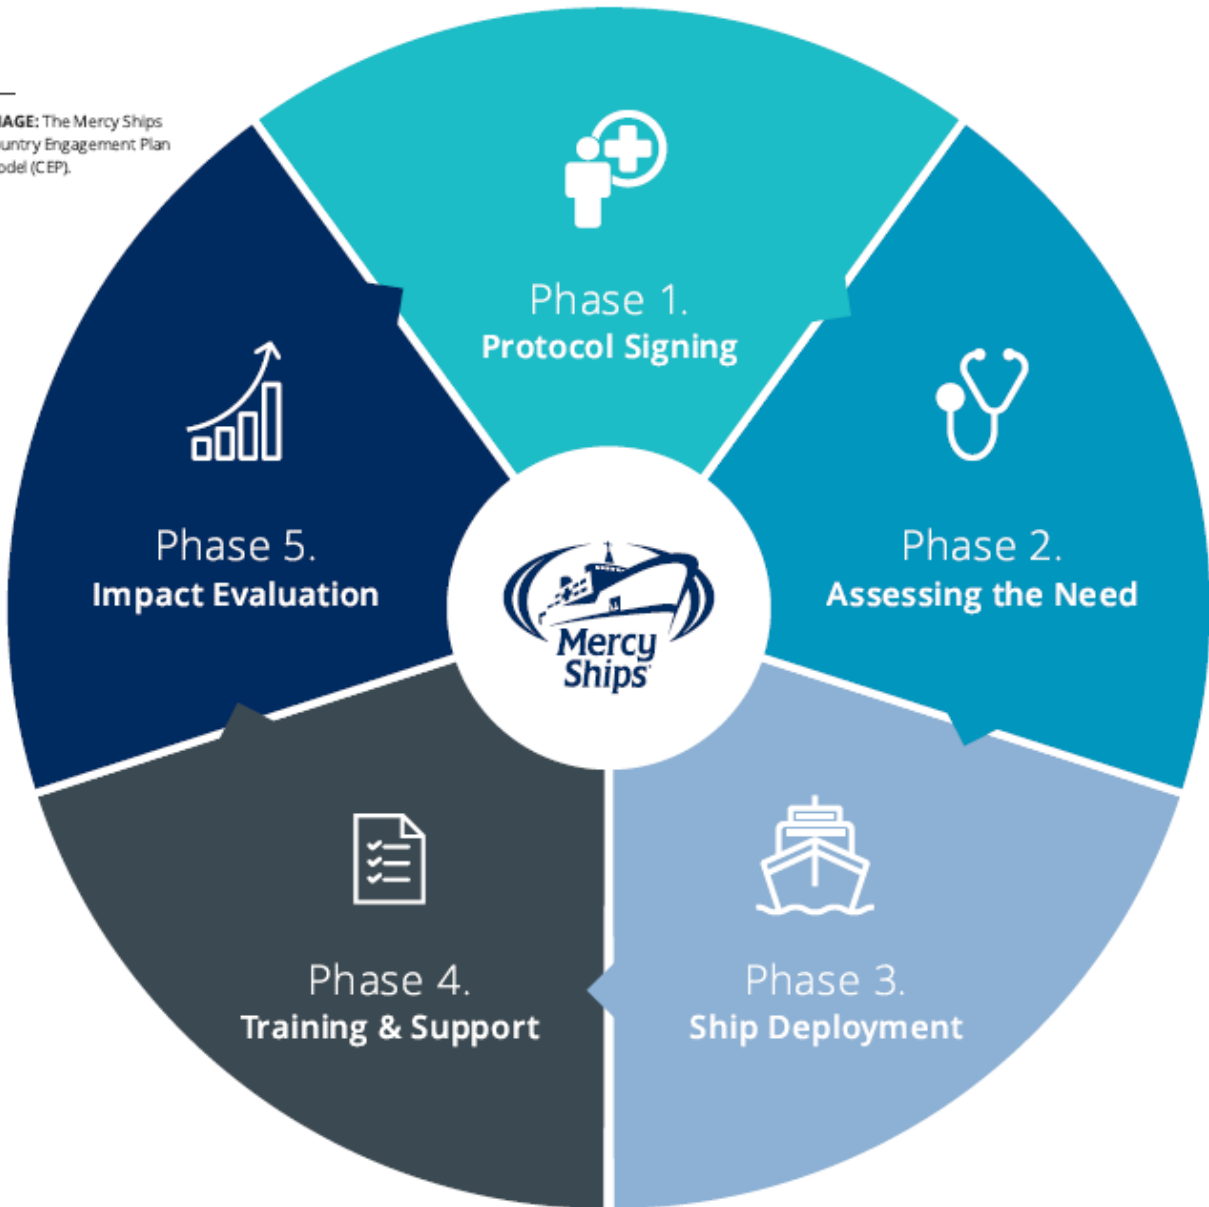 AGE: The Mercy Ships
untry Engagement Plan
odel (CEP).
Phase 1.
Protocol Signing
Phase 2.
Assessing the Need
Phase 3.
Ship Deployment
Phase 4.
Training & Support
Phase 5.
Impact Evaluation
Mercy
Ships